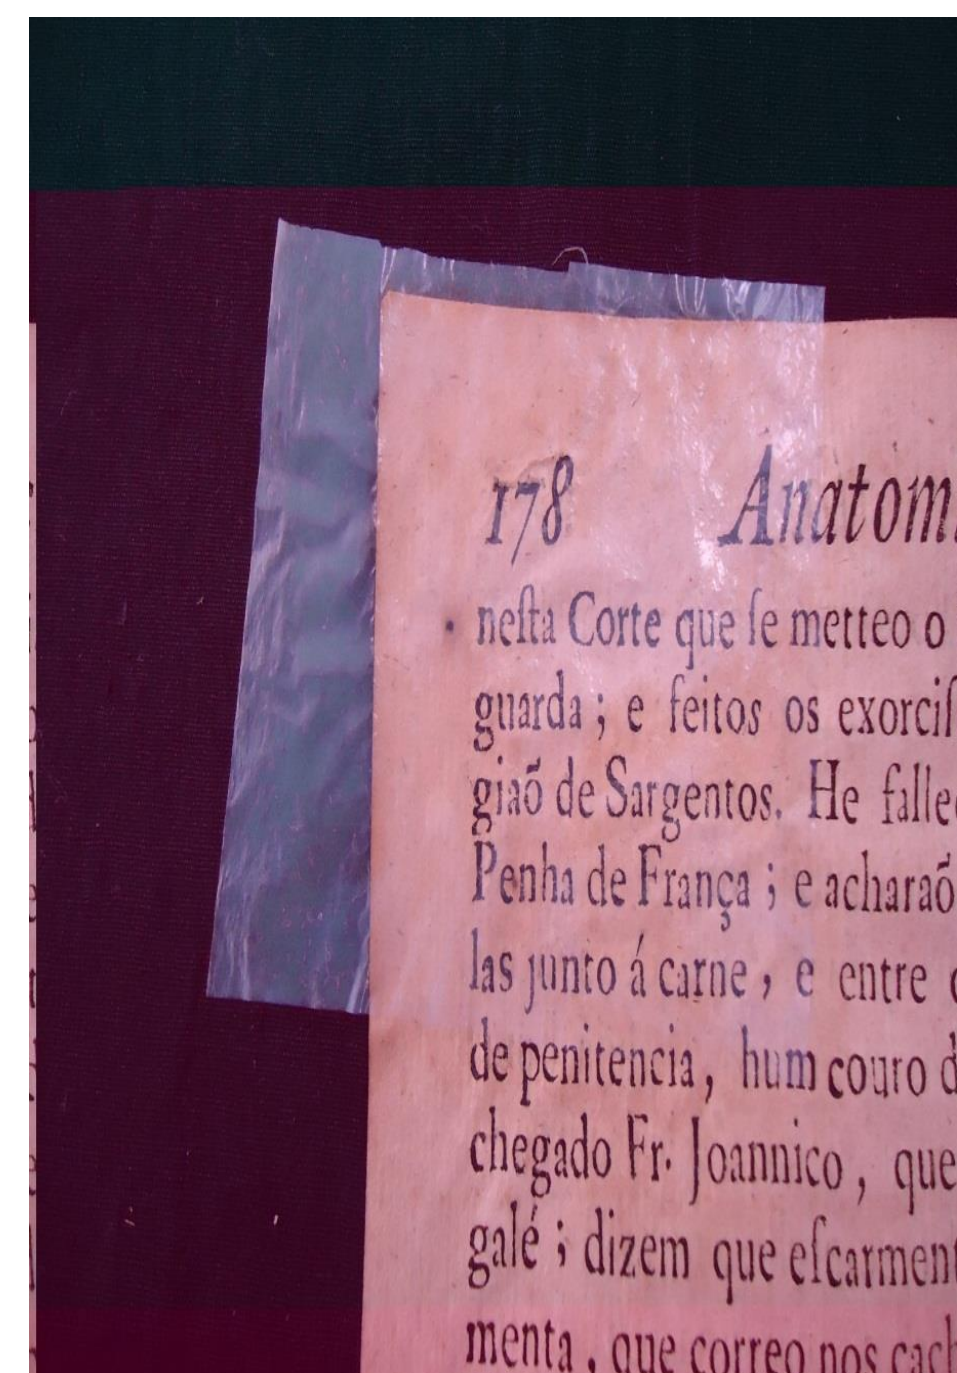 178 Anatomi
neſta Corte que ſe metteo o
guarda ; e feitos os exorciſ
giaõ de Sargentos. He falle
Penha de França ; e acharaõ
las junto á carne , e entre
de penitencia, hum couro d
chegado Fr. Joannico , que
galé ; dizem que eſcarment
menta , que correo nos cach